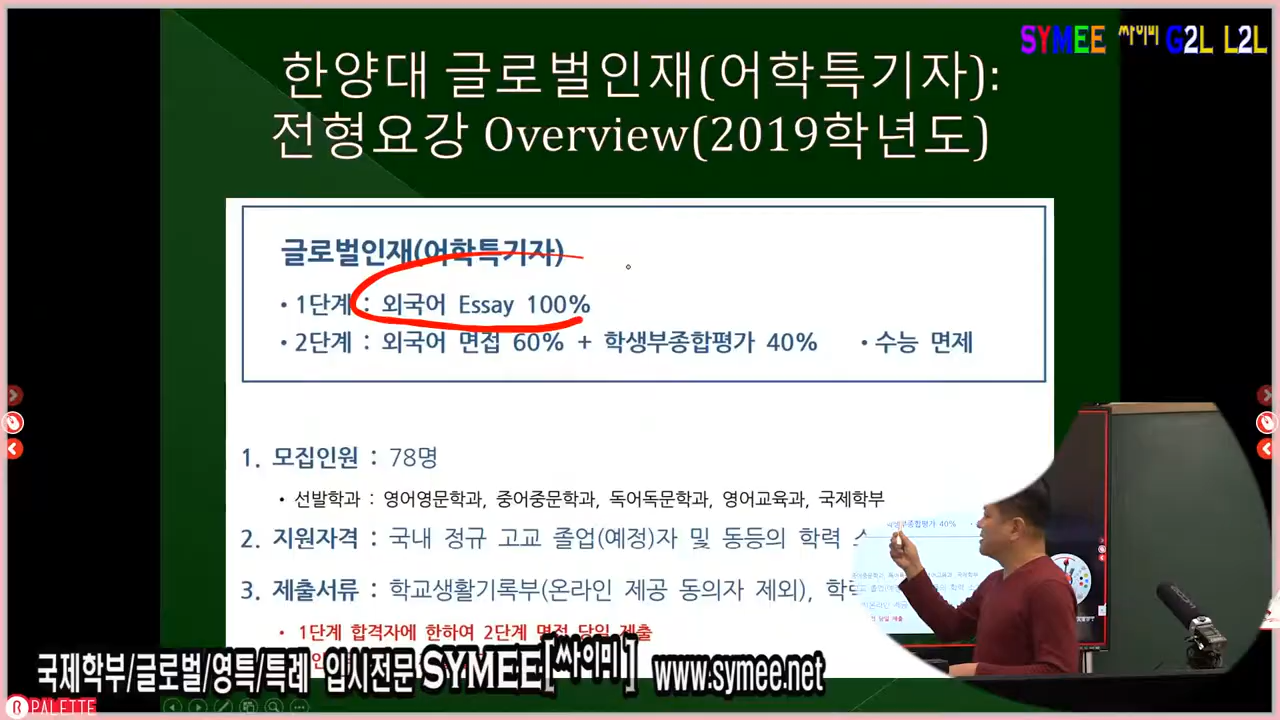 SYMEE 싸이미 G2L L2L
한양대 글로벌인재(어학특기자):
전형요강 Overview(2019학년도)
글로벌인재(어학특기자)
• 1단계 : 외국어 Essay 100%
• 2단계 : 외국어 면접 60% + 학생부종합평가 40% • 수능 면제
1. 모집인원 : 78명
• 선발학과 : 영어영문학과, 중어중문학과, 독어독문학과, 영어교육과, 국제학부
2. 지원자격 : 국내 정규 고교 졸업(예정)자 및 동등의 학력
3. 제출서류 : 학교생활기록부(온라인 제공 동의자 제외),
• 1단계 합격자에 한하여 2단계 면접 당일 제출
국제학부/글로벌/영특/특례 입시전문 SYMEE[싸이미] www.symee.net
PALETTE